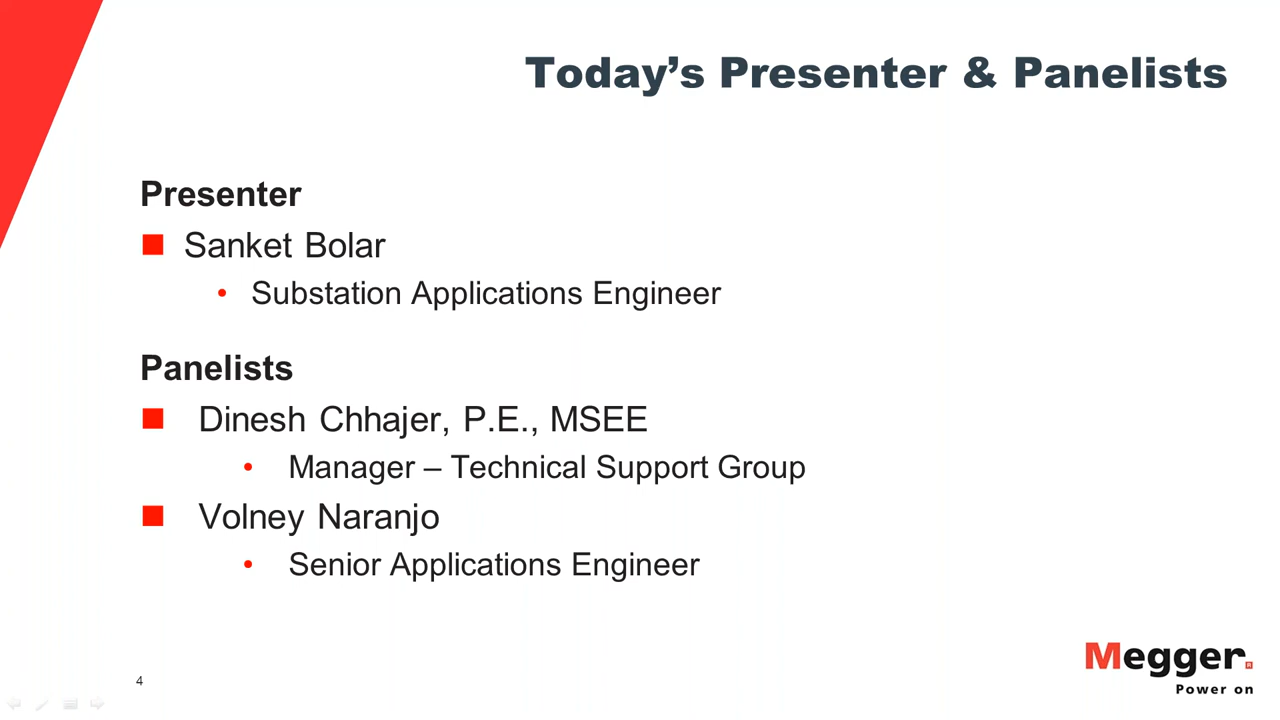 Today's Presenter & Panelists
Presenter
Sanket Bolar
• Substation Applications Engineer
Panelists
Dinesh Chhajer, P.E., MSEE
• Manager – Technical Support Group
Volney Naranjo
• Senior Applications Engineer
4
Megger
Power on